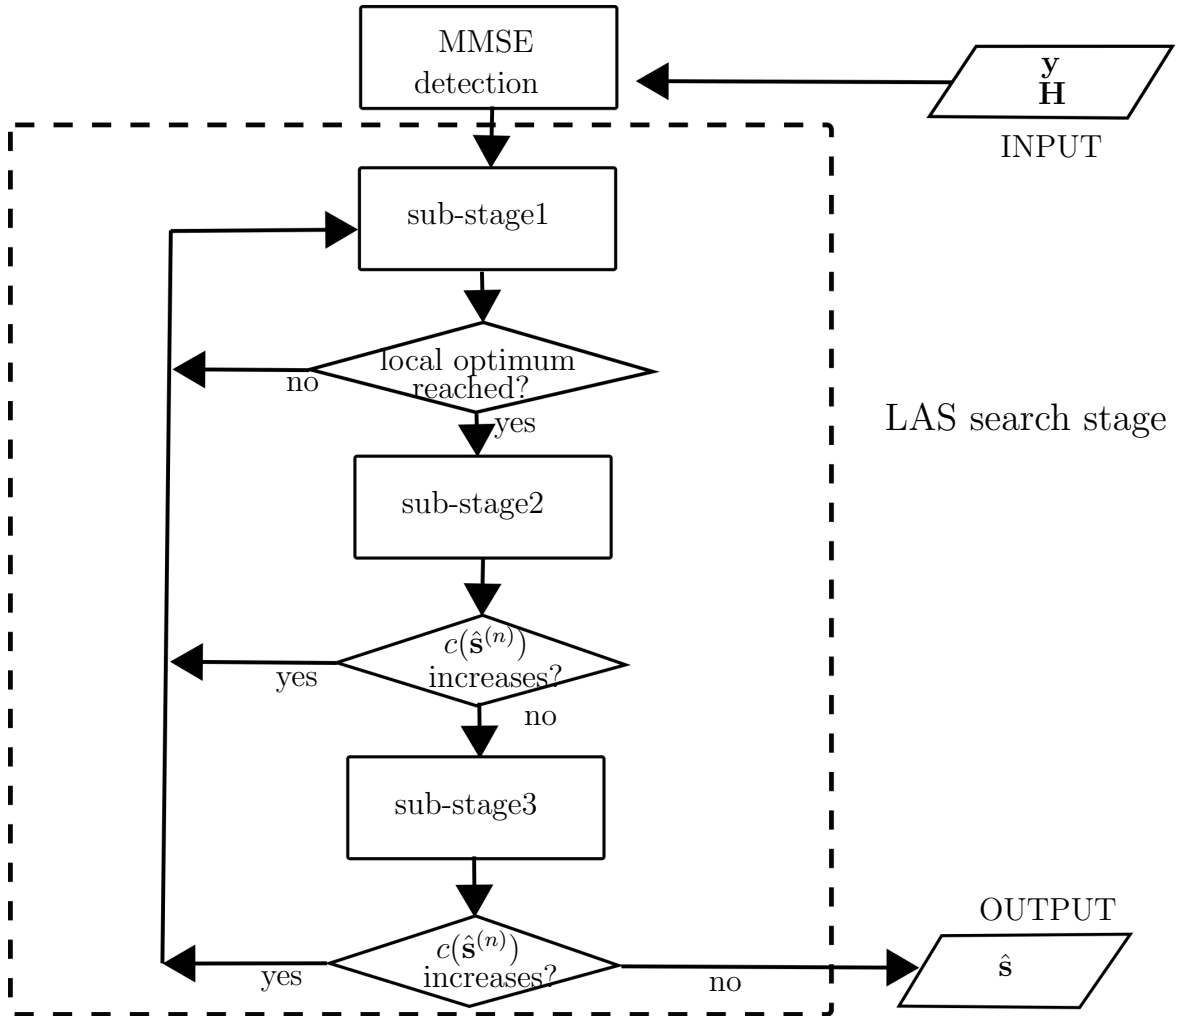 MMSE
detection
y
H
INPUT
sub-stage1
local optimum
reached?
no
yes
LAS search stage
sub-stage2
c(ŝ⁽ⁿ⁾)
increases?
yes
no
sub-stage3
OUTPUT
c(ŝ⁽ⁿ⁾)
increases?
yes
no
ŝ